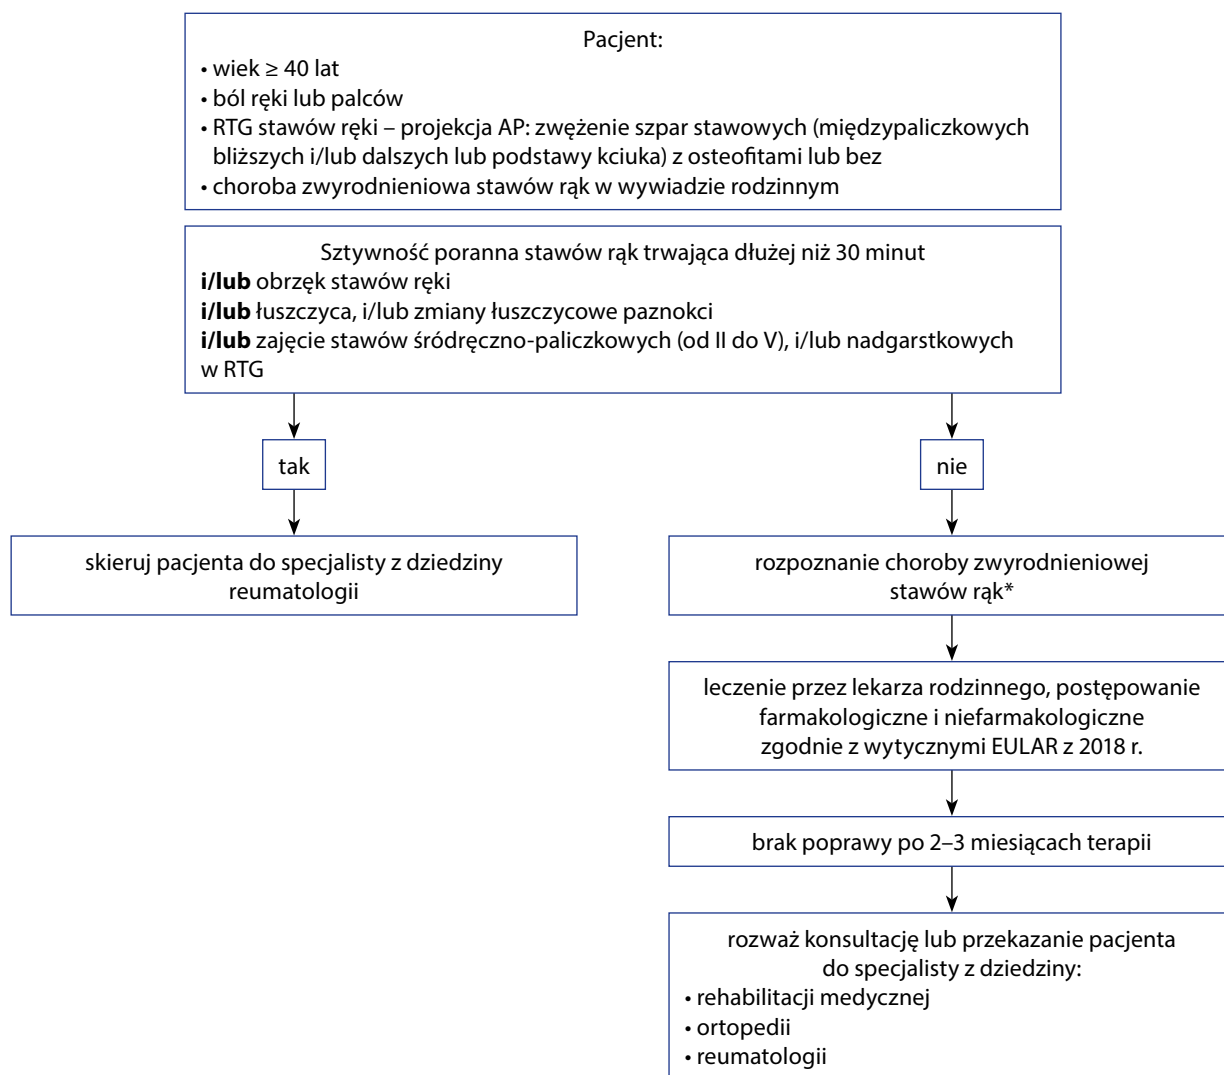 Pacjent:
• wiek ≥ 40 lat
• ból ręki lub palców
• RTG stawów ręki – projekcja AP: zwężenie szpar stawowych (międzypaliczkowych
bliższych i/lub dalszych lub podstawy kciuka) z osteofitami lub bez
• choroba zwyrodnieniowa stawów rąk w wywiadzie rodzinnym
Sztywność poranna stawów rąk trwająca dłużej niż 30 minut
i/lub obrzęk stawów ręki
i/lub łuszczyca, i/lub zmiany łuszczycowe paznokci
i/lub zajęcie stawów śródręczno-paliczkowych (od II do V), i/lub nadgarstkowych
w RTG
tak
nie
skieruj pacjenta do specjalisty z dziedziny
reumatologii
rozpoznanie choroby zwyrodnieniowej
stawów rąk*
leczenie przez lekarza rodzinnego, postępowanie
farmakologiczne i niefarmakologiczne
zgodnie z wytycznymi EULAR z 2018 r.
brak poprawy po 2–3 miesiącach terapii
rozważ konsultację lub przekazanie pacjenta
do specjalisty z dziedziny:
• rehabilitacji medycznej
• ortopedii
• reumatologii